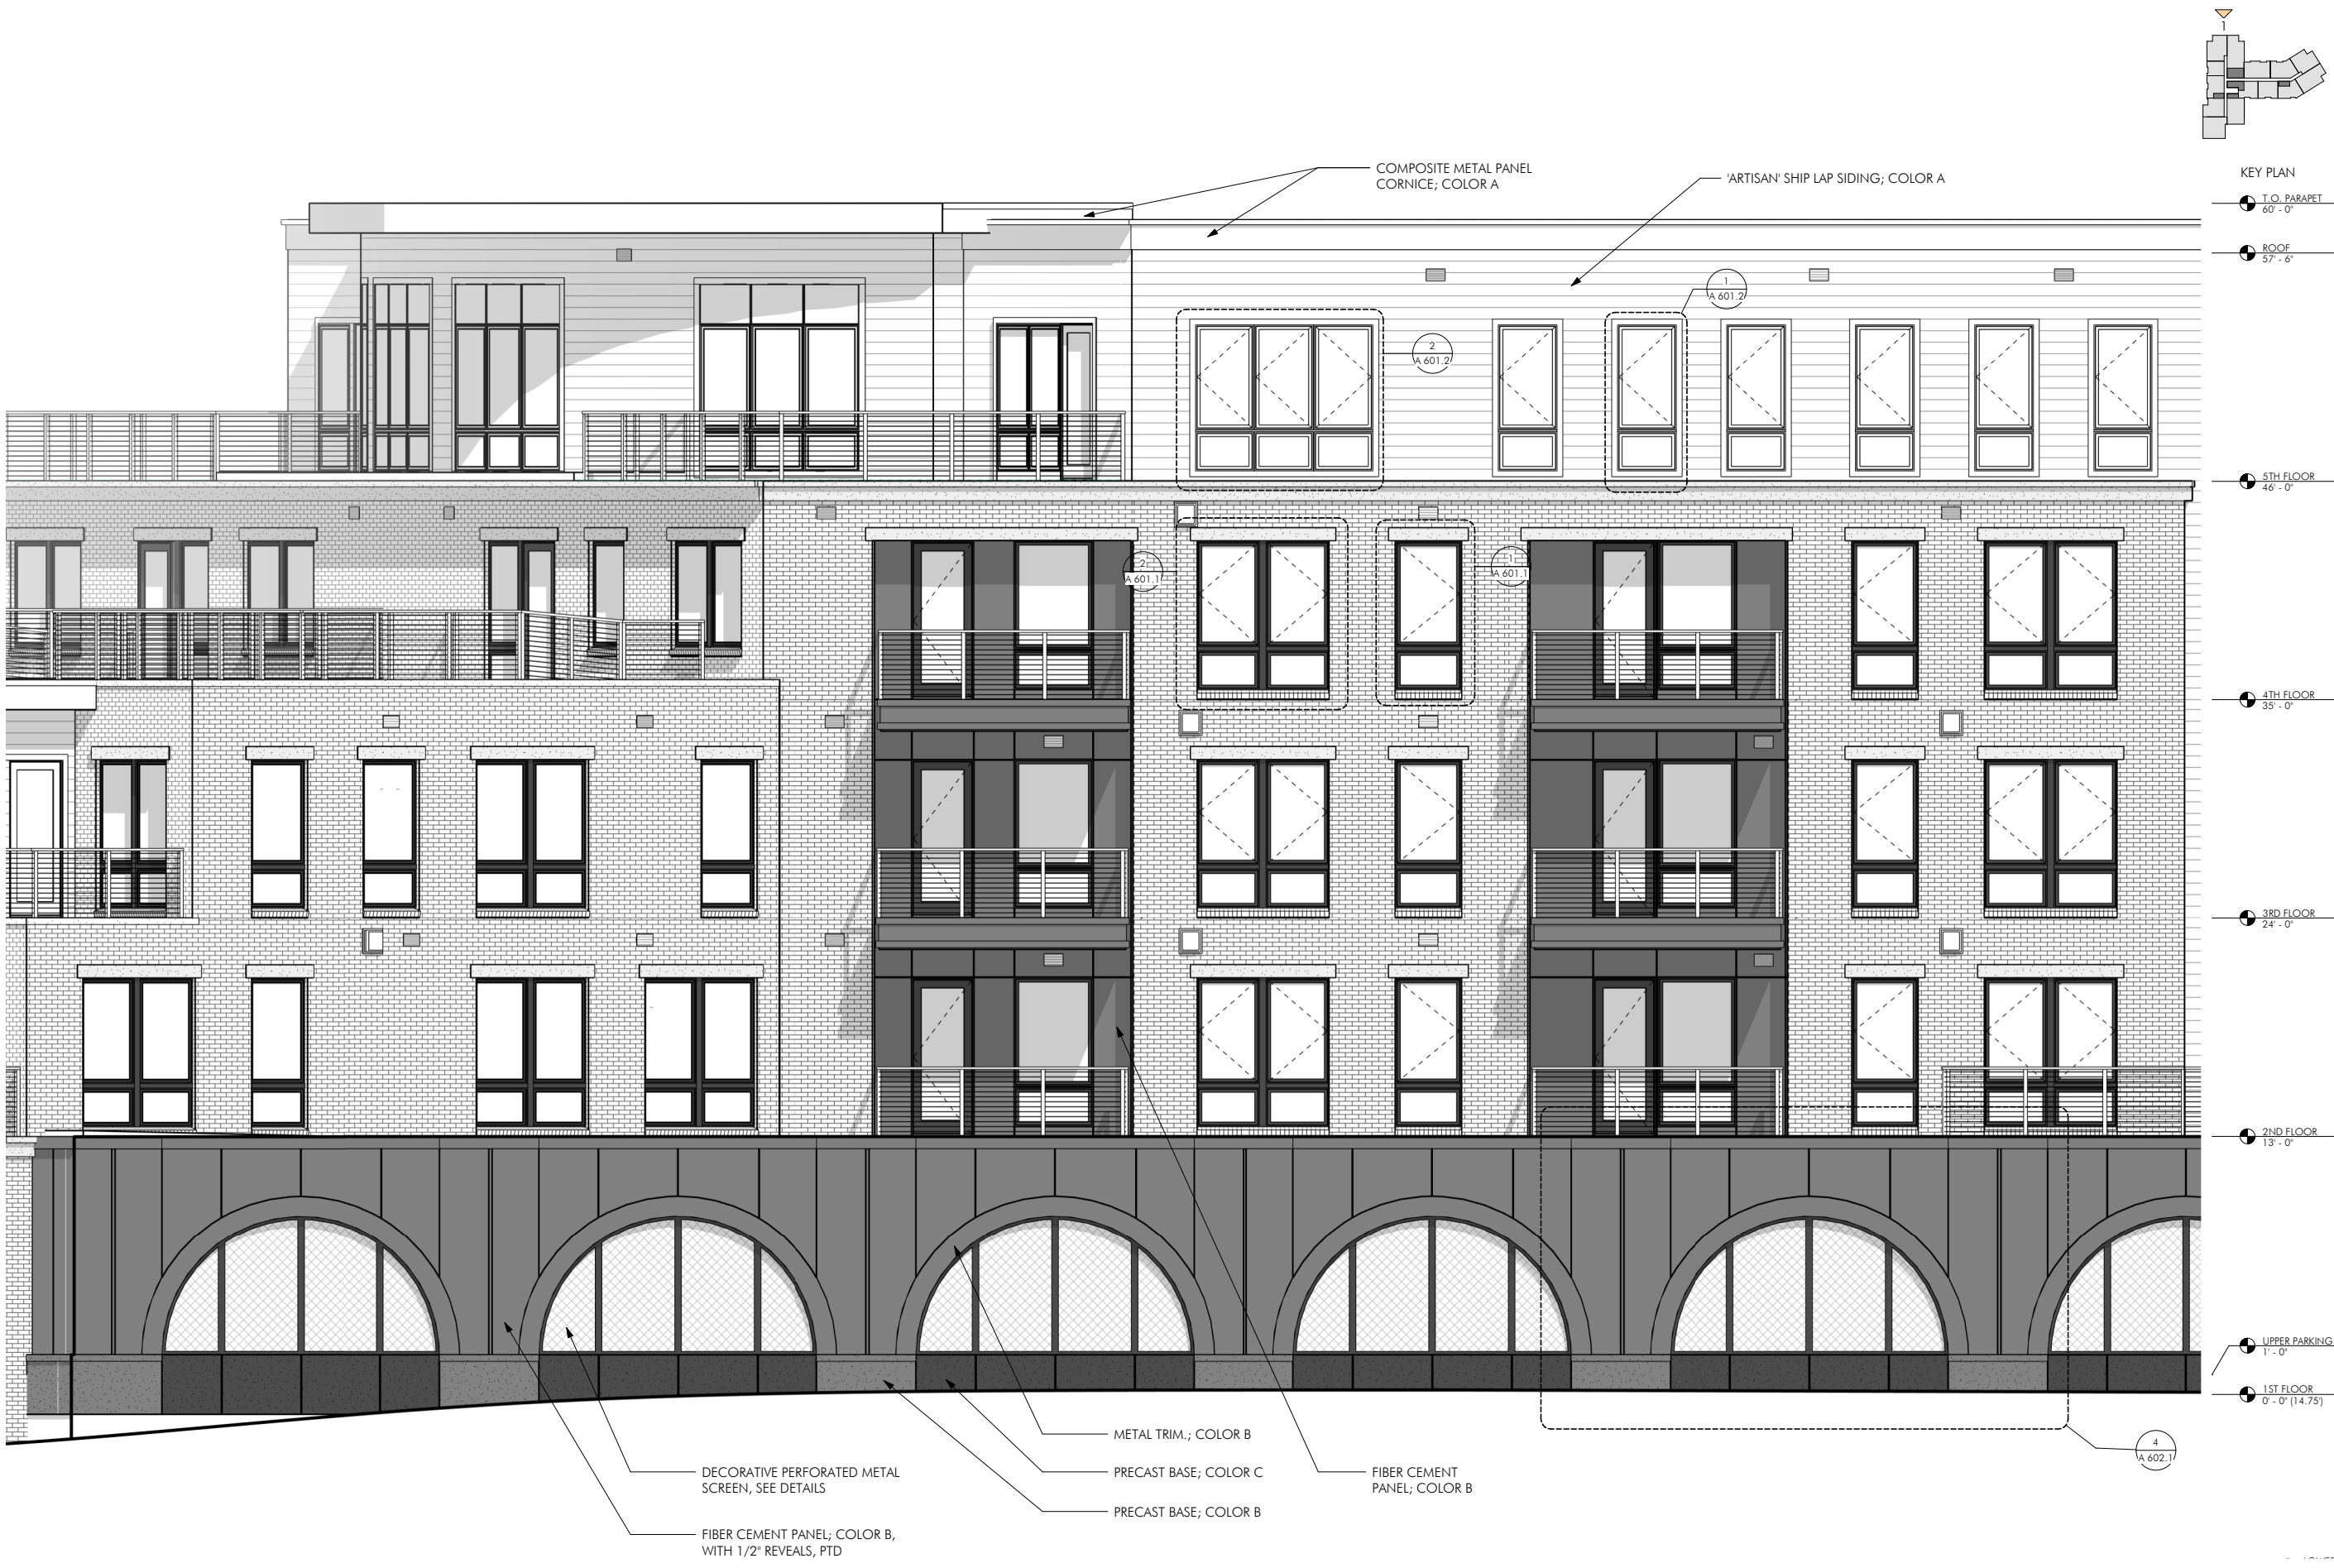 1
KEY PLAN
COMPOSITE METAL PANEL
CORNICE; COLOR A
'ARTISAN' SHIP LAP SIDING; COLOR A
T.O. PARAPET
60' - 0"
ROOF
57' - 6"
1
A 601.2
2
A 601.2
5TH FLOOR
46' - 0"
2
A 601.1
1
A 601.1
4TH FLOOR
35' - 0"
3RD FLOOR
24' - 0"
2ND FLOOR
13' - 0"
UPPER PARKING
1' - 0"
1ST FLOOR
0' - 0" (14.75')
4
A 602.1
METAL TRIM.; COLOR B
DECORATIVE PERFORATED METAL
SCREEN, SEE DETAILS
PRECAST BASE; COLOR C
FIBER CEMENT
PANEL; COLOR B
PRECAST BASE; COLOR B
FIBER CEMENT PANEL; COLOR B,
WITH 1/2" REVEALS, PTD